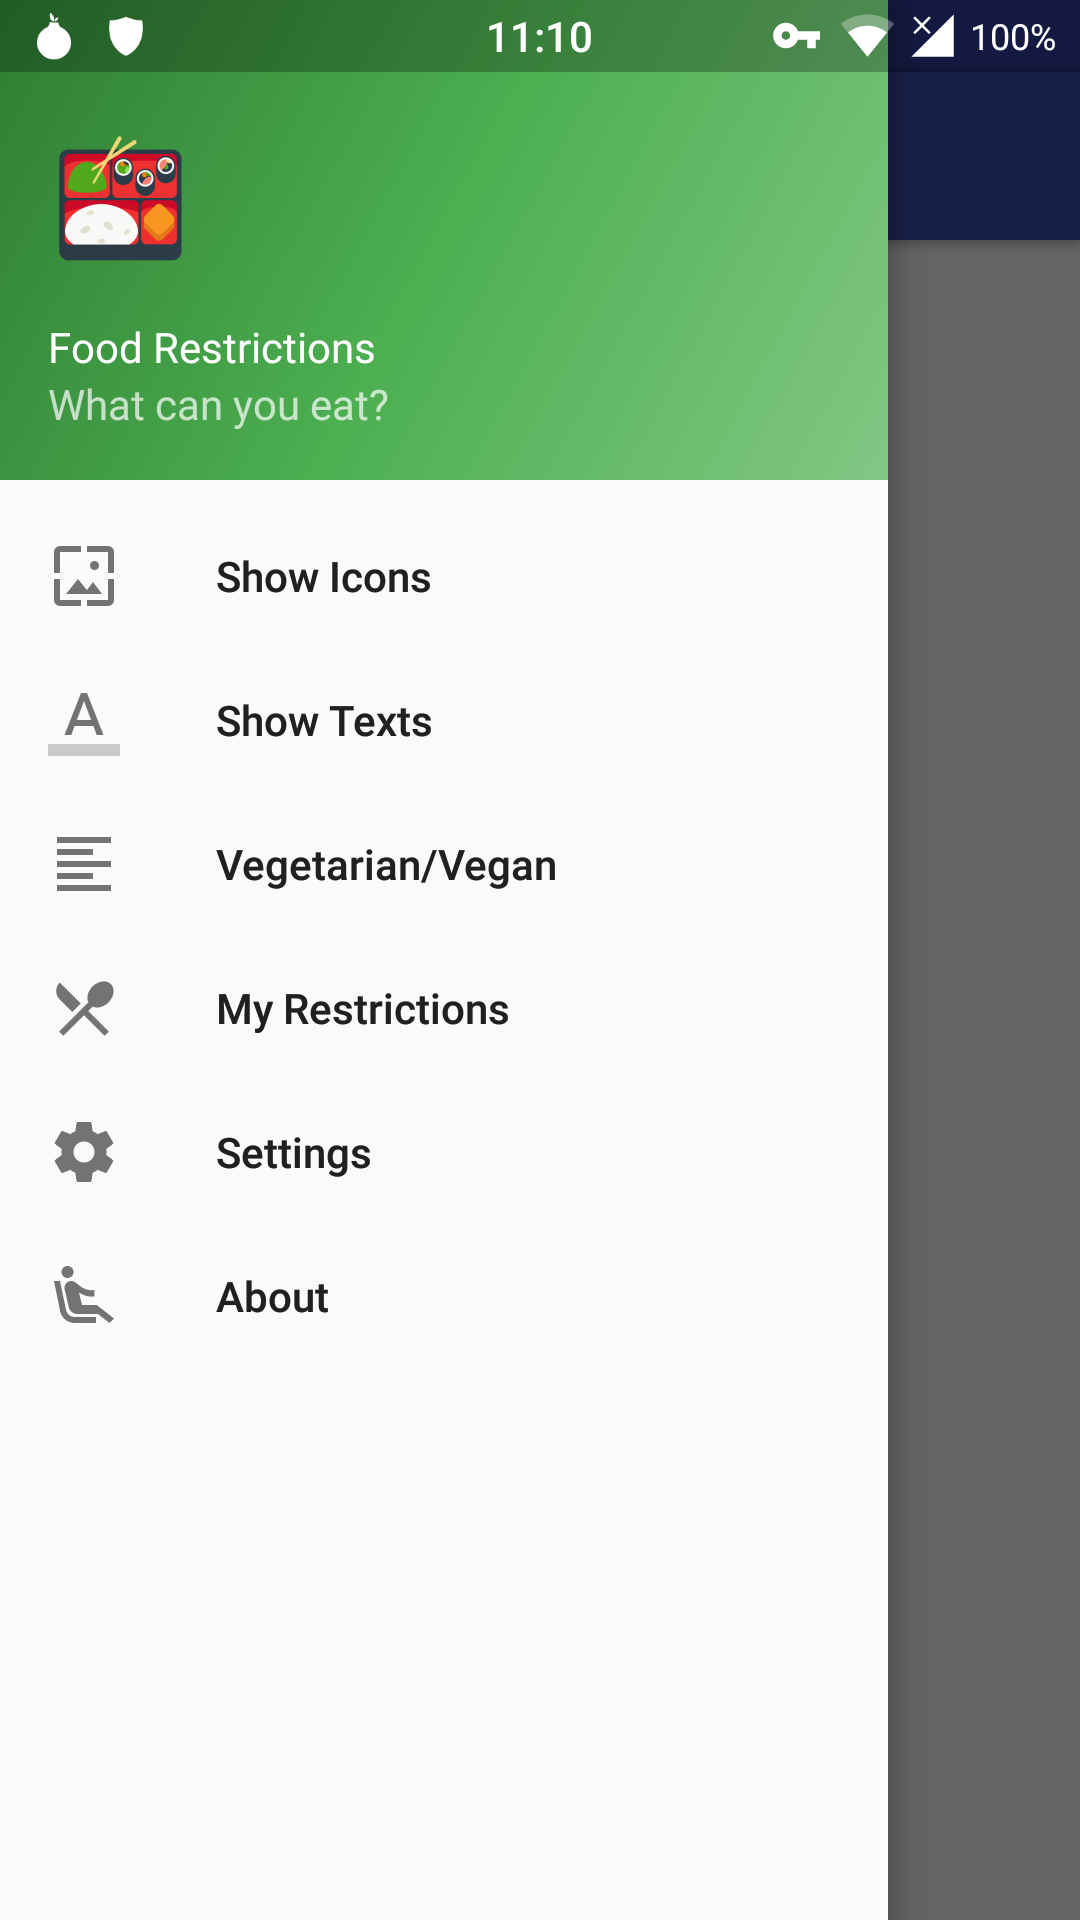 11:10
100%
Food Restrictions
What can you eat?
Show Icons
Show Texts
Vegetarian/Vegan
My Restrictions
Settings
About